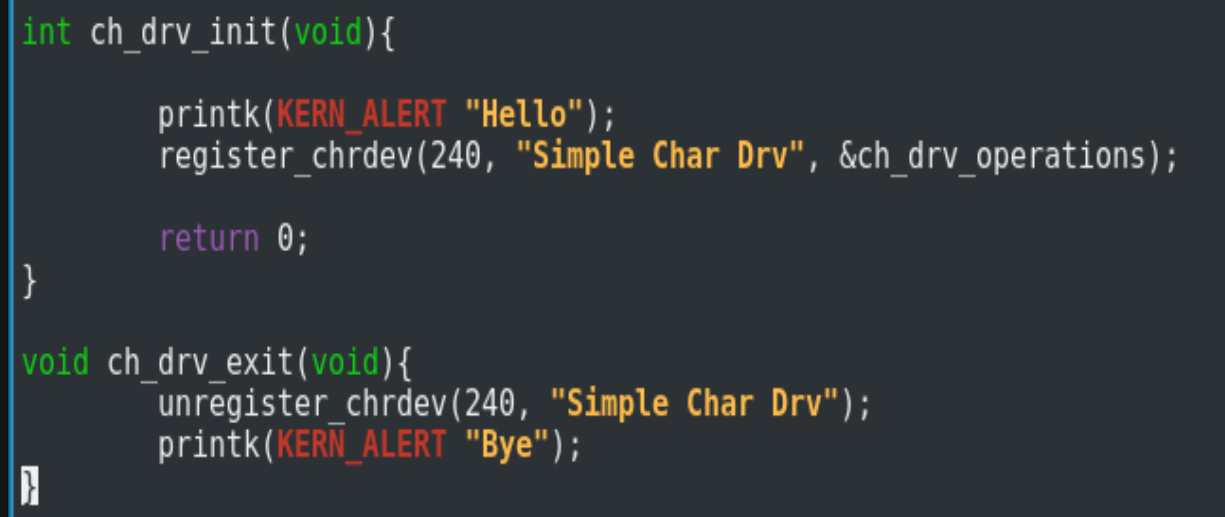 int ch_drv_init(void){
printk(KERN_ALERT "Hello");
register_chrdev(240, "Simple Char Drv", &ch_drv_operations);
return 0;
}
void ch_drv_exit(void){
unregister_chrdev(240, "Simple Char Drv");
printk(KERN_ALERT "Bye");
}